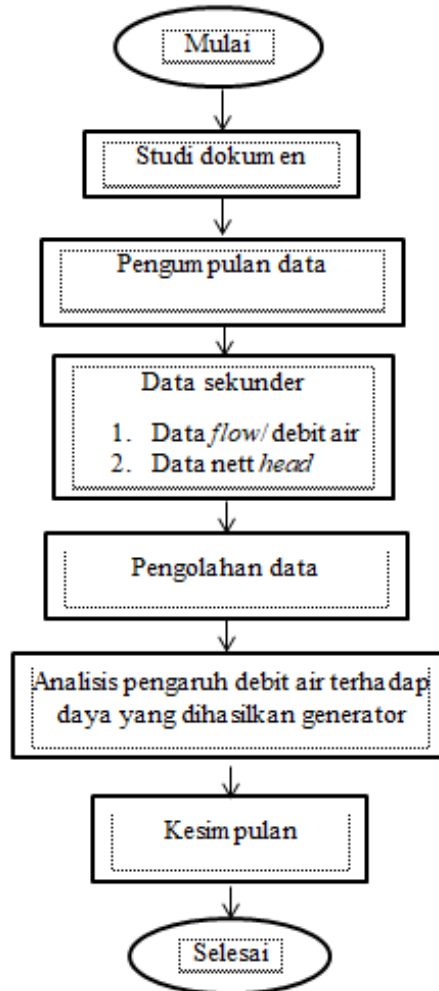 Mulai
Studi dokumen
Pengumpulan data
Data sekunder
1. Data flow/ debit air
2. Data nett head
Pengolahan data
Analisis pengaruh debit air terhadap
daya yang dihasilkan generator
Kesimpulan
Selesai